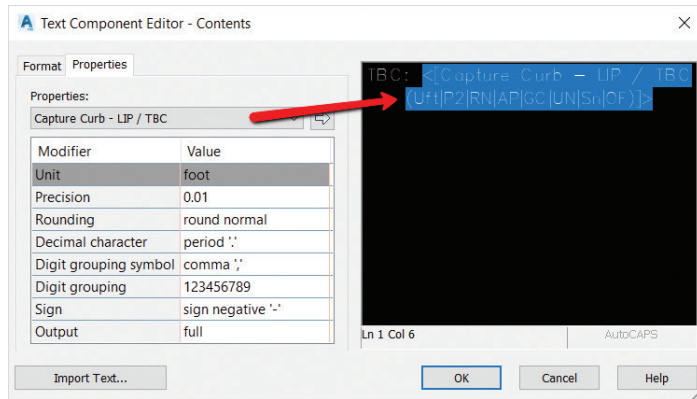 Text Component Editor - Contents
Format Properties
Properties:
Capture Curb - LIP / TBC
Modifier Value
Unit foot
Precision 0.01
Rounding round normal
Decimal character period '.'
Digit grouping symbol comma ','
Digit grouping 123456789
Sign sign negative '-'
Output full
TBC: <[Capture Curb - LIP / TBC
(Uft|P2|RN|AP|GC|UN|Sn|OF)]>
Ln 1 Col 6 AutoCAPS
Import Text... OK Cancel Help